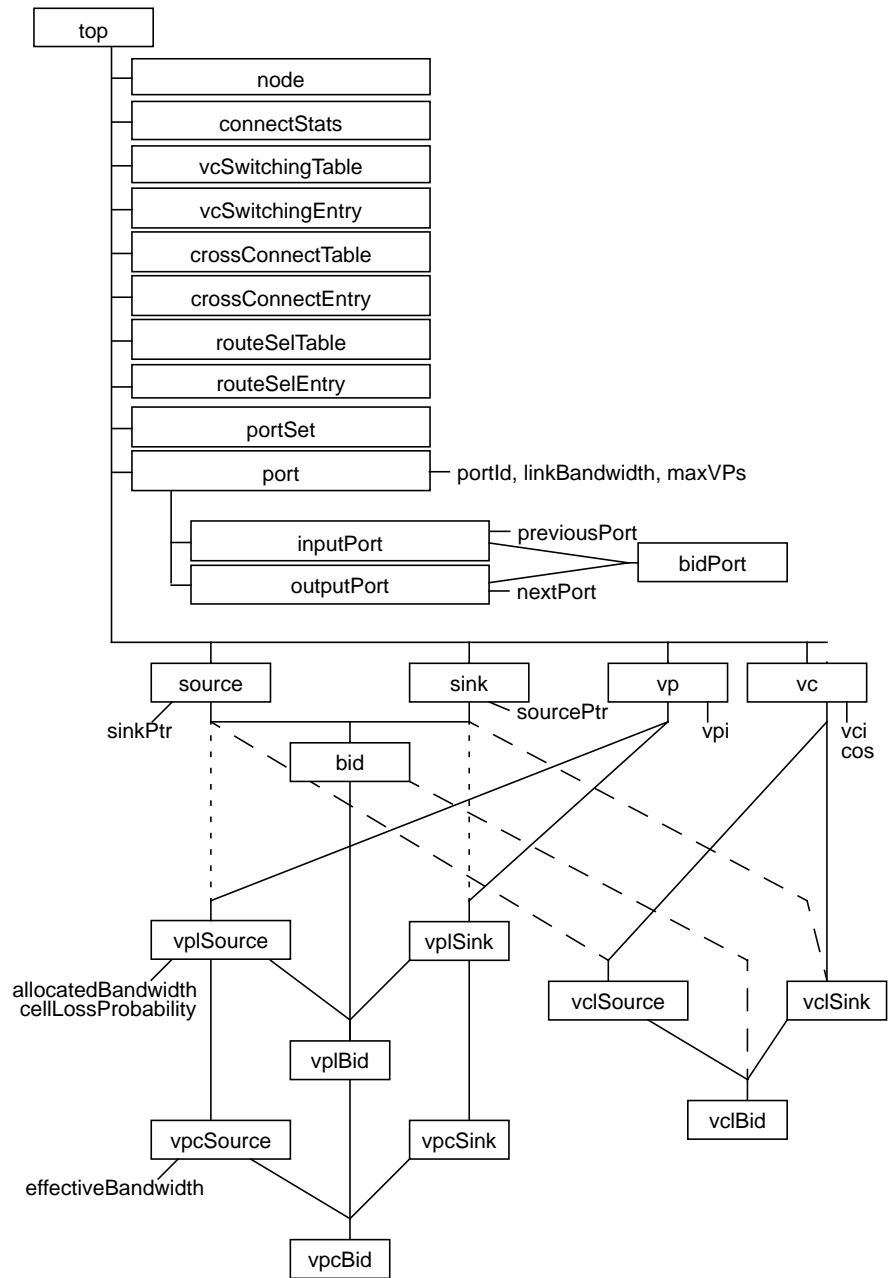 top
node
connectStats
vcSwitchingTable
vcSwitchingEntry
crossConnectTable
crossConnectEntry
routeSelTable
routeSelEntry
portSet
port
portId, linkBandwidth, maxVPs
inputPort
previousPort
bidPort
outputPort
nextPort
source
sink
vp
vc
sinkPtr
sourcePtr
vpi
vci
cos
bid
vplSource
vplSink
allocatedBandwidth
cellLossProbability
vclSource
vclSink
vplBid
vclBid
vpcSource
vpcSink
effectiveBandwidth
vpcBid